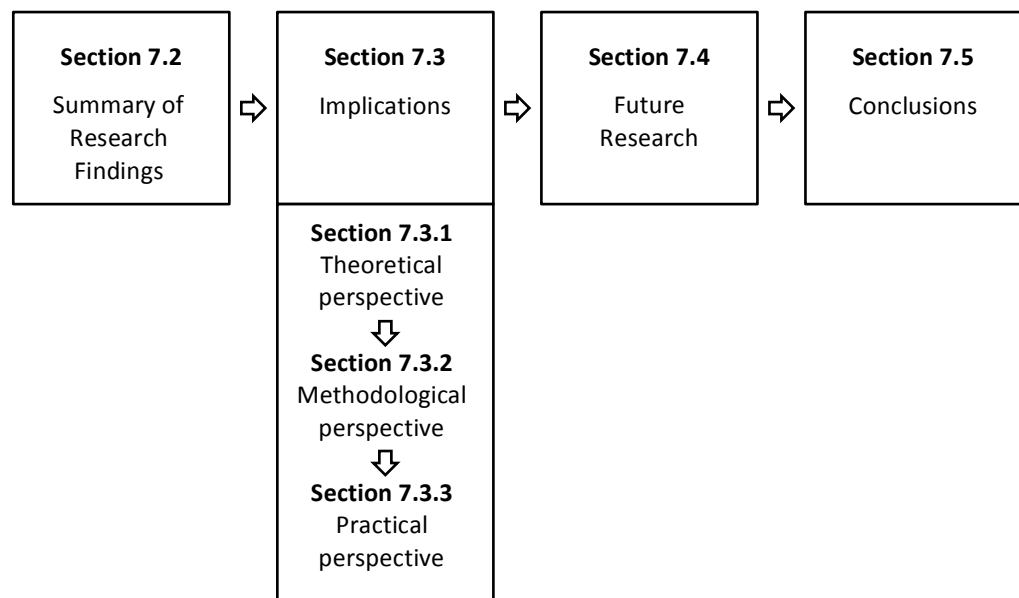 Section 7.2
Summary of
Research
Findings
Section 7.3
Implications
Section 7.4
Future
Research
Section 7.5
Conclusions
Section 7.3.1
Theoretical
perspective
Section 7.3.2
Methodological
perspective
Section 7.3.3
Practical
perspective